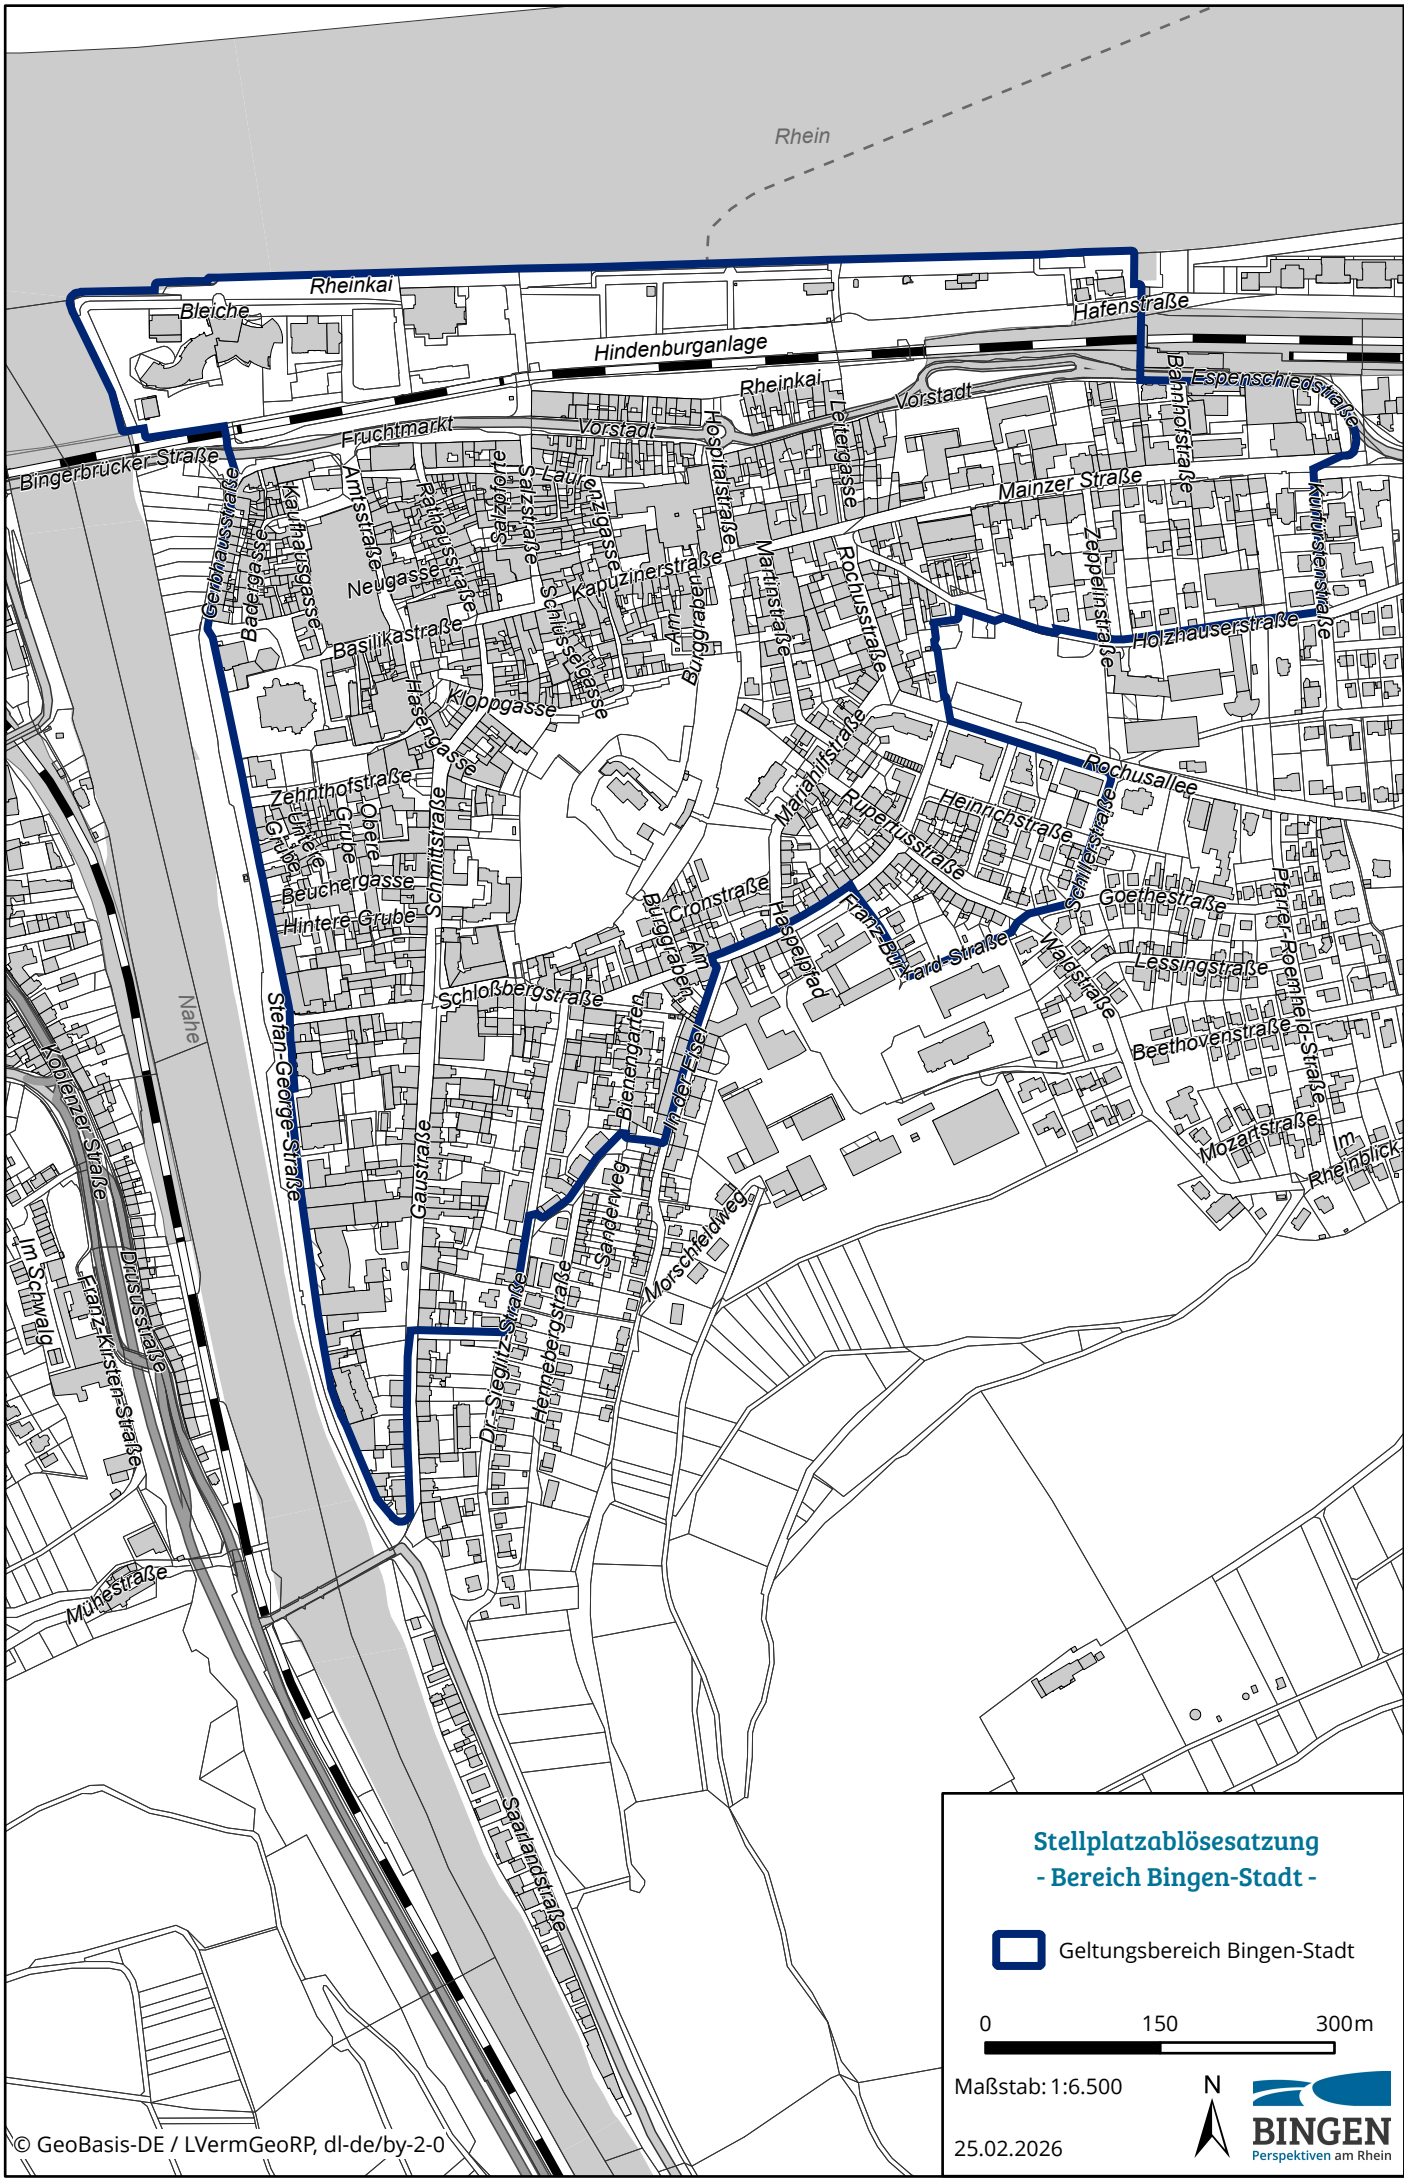 Rhein
Rheinkai
Bleiche
Hafenstraße
Hindenburganlage
Rheinkai
Vorstadt
Bahnhofstraße
Espenschiedstraße
Fruchtmarkt
Vorstadt
Hospitalstraße
Leitergasse
Bingerbrücker Straße
Mainzer Straße
Kurfürstenstraße
Gerbhausstraße
Badergasse
Kaufhausgasse
Amtsstraße
Rathausstraße
Salzpforte
Salzstraße
Laurenzigasse
Neugasse
Kapuzinerstraße
Martinstraße
Rochusstraße
Zeppelinstraße
Holzhauserstraße
Basilikastraße
Schlüsselgasse
Am
Burggraben
Hasengasse
Kloppgasse
Zehnthofstraße
Untere
Grube
Obere
Grube
Schmittstraße
Mariahilfstraße
Rupertusstraße
Heinrichstraße
Rochusallee
Schillerstraße
Beuchergasse
Hintere Grube
Cronstraße
Am
Burggraben
Haspelpfad
Franz-Burkard-Straße
Goethestraße
Waldstraße
Lessingstraße
Pfarrer-Roemheld-Straße
Beethovenstraße
Mozartstraße
Im
Rheinblick
Nahe
Schloßbergstraße
Stefan-George-Straße
Bienengarten
In der Eisel
Gaustraße
Sanderweg
Morschfeldweg
Dr.-Sieglitz-Straße
Hennebergstraße
Koblenzer Straße
Im Schwalg
Drususstraße
Franz-Kirsten-Straße
Mühestraße
Saarlandstraße
Stellplatzablösesatzung
- Bereich Bingen-Stadt -
Geltungsbereich Bingen-Stadt
0 150 300m
Maßstab: 1:6.500
N
25.02.2026
BINGEN
Perspektiven am Rhein
© GeoBasis-DE / LVermGeoRP, dl-de/by-2-0